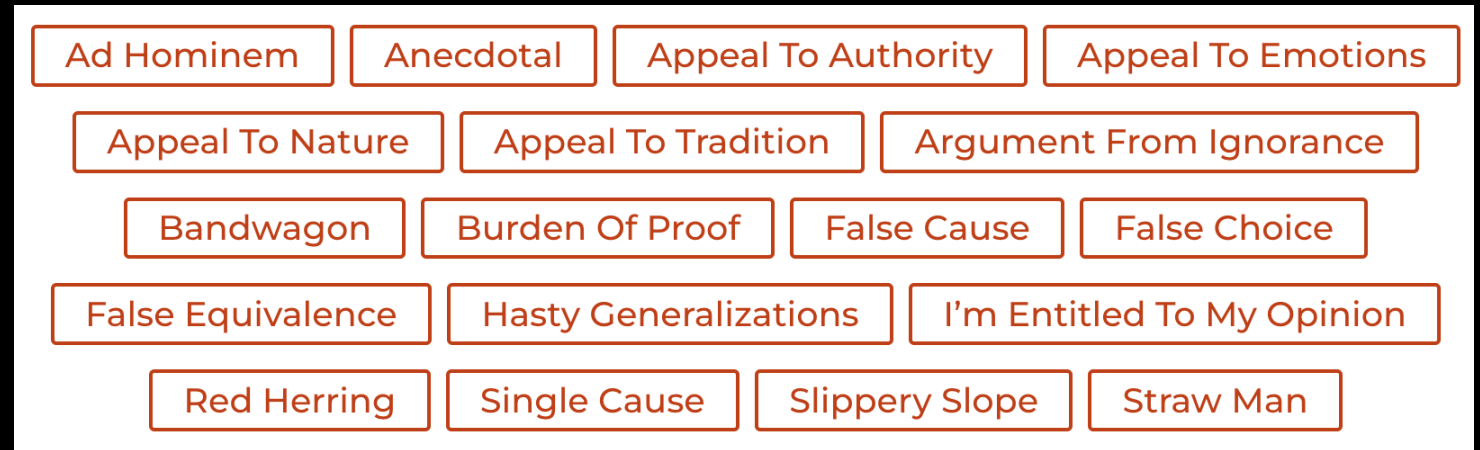 Ad Hominem Anecdotal Appeal To Authority Appeal To Emotions
Appeal To Nature Appeal To Tradition Argument From Ignorance
Bandwagon Burden Of Proof False Cause False Choice
False Equivalence Hasty Generalizations I’m Entitled To My Opinion
Red Herring Single Cause Slippery Slope Straw Man